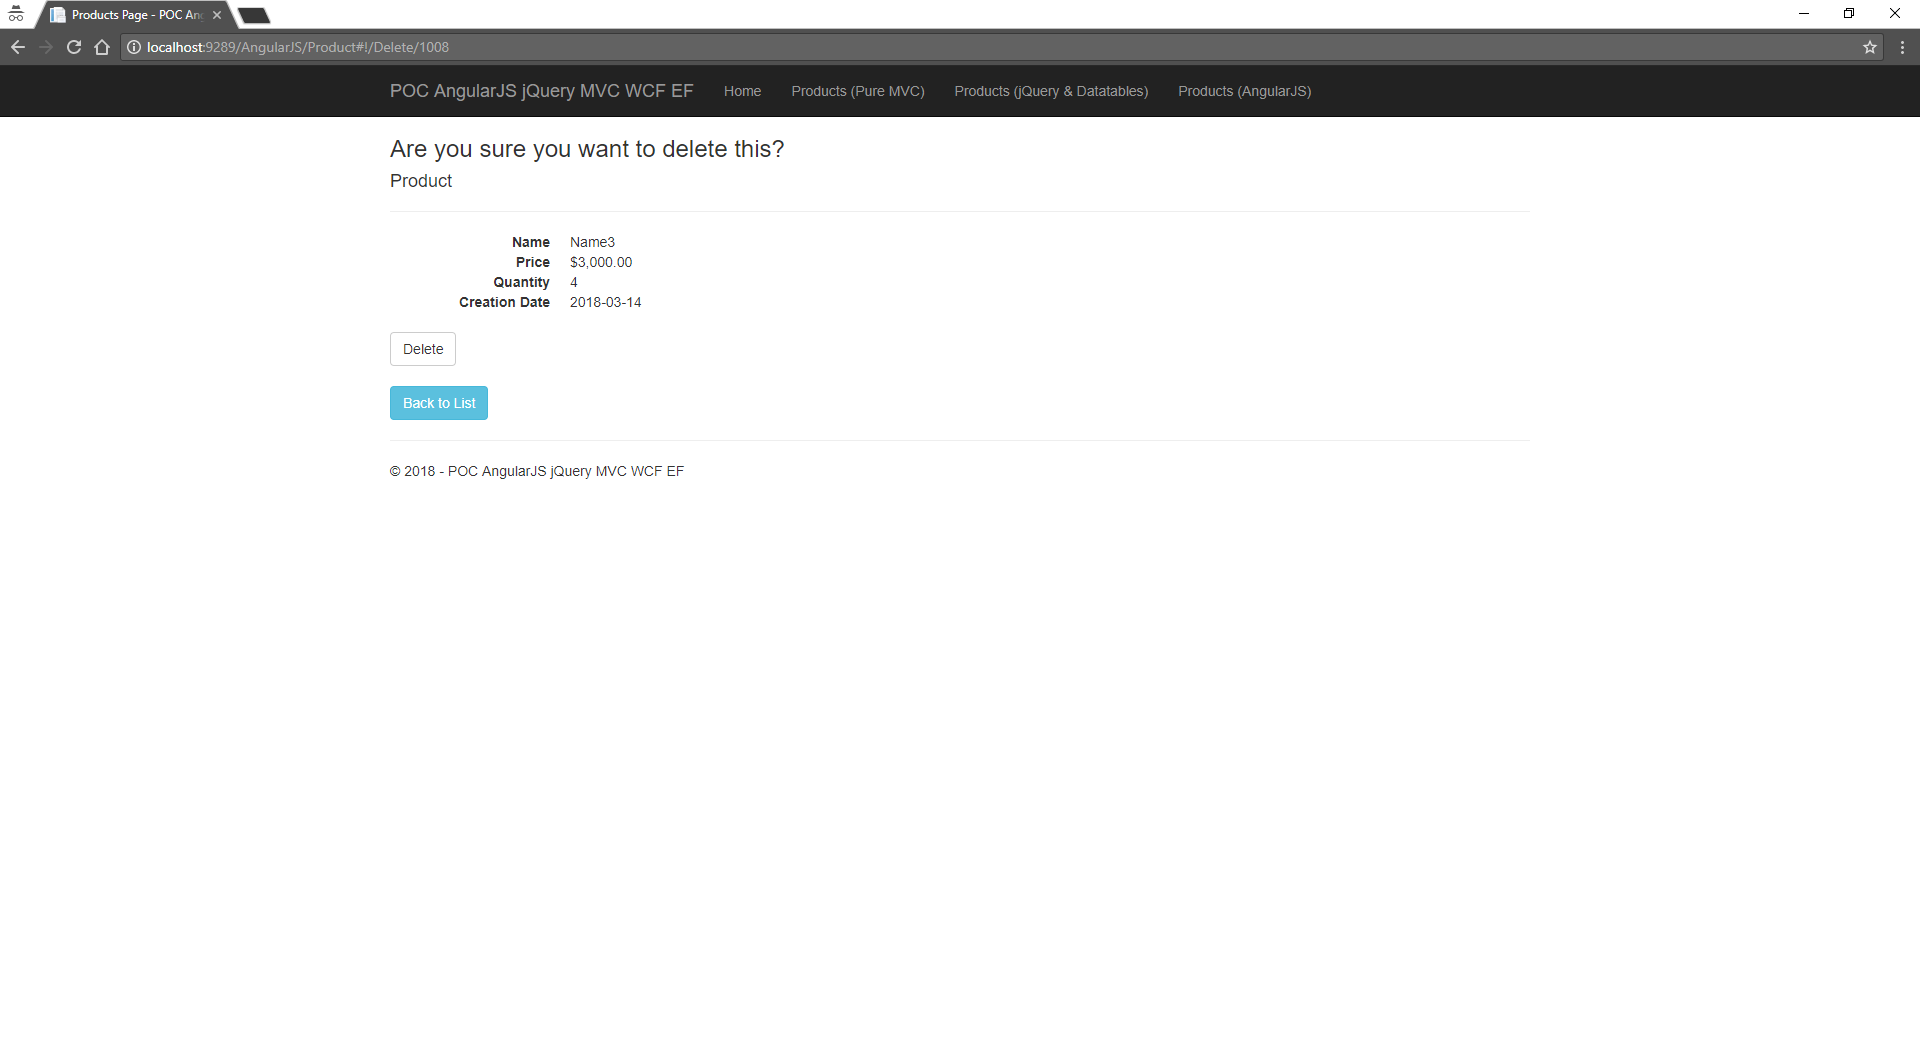 Products Page - POC An
localhost:9289/AngularJS/Product#!/Delete/1008
POC AngularJS jQuery MVC WCF EF Home Products (Pure MVC) Products (jQuery & Datatables) Products (AngularJS)
Are you sure you want to delete this?
Product
Name Name3
Price $3,000.00
Quantity 4
Creation Date 2018-03-14
Delete
Back to List
© 2018 - POC AngularJS jQuery MVC WCF EF